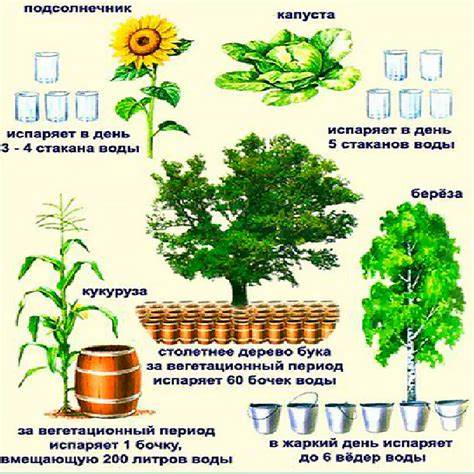 подсолнечник
испаряет в день
3 - 4 стакана воды
капуста
испаряет в день
5 стаканов воды
кукуруза
за вегетационный период
испаряет 1 бочку,
вмещающую 200 литров воды
столетнее дерево бука
за вегетационный период
испаряет 60 бочек воды
берёза
в жаркий день испаряет
до 6 вёдер воды